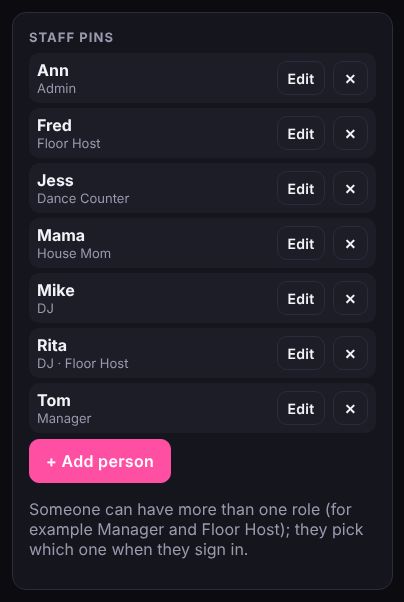 STAFF PINS
Ann
Admin
Edit ×
Fred
Floor Host
Edit ×
Jess
Dance Counter
Edit ×
Mama
House Mom
Edit ×
Mike
DJ
Edit ×
Rita
DJ · Floor Host
Edit ×
Tom
Manager
Edit ×
+ Add person
Someone can have more than one role (for
example Manager and Floor Host); they pick
which one when they sign in.